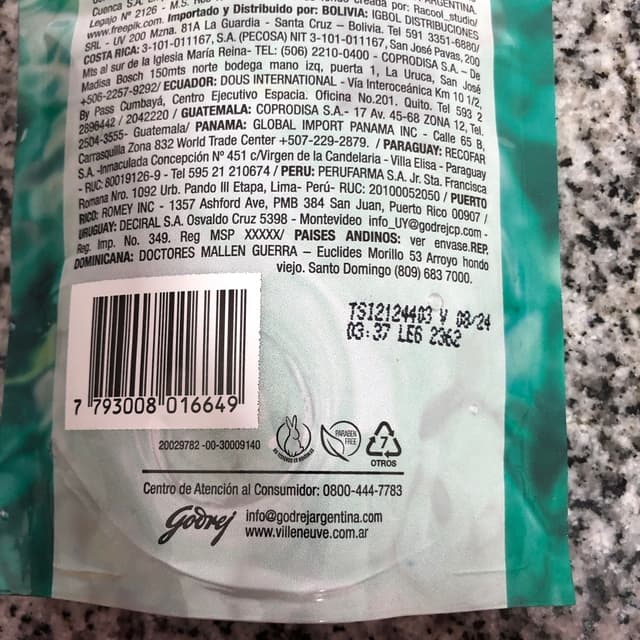 Cuenca S.A. 
Legajo Nº 2126 - M.S. creada por: Racool_studio/
www.freepik.com. Importado y Distribuido por: BOLIVIA: IGBOL DISTRIBUCIONES
SRL - UV 200 Mzna. 81A La Guardia - Santa Cruz – Bolivia. Tel 591 3351-6880/
COSTA RICA: 3-101-011167, S.A. (PECOSA) NIT 3-101-011167, San José Pavas, 200
Mts al sur de la Iglesia María Reina- TEL: (506) 2210-0400 - COPRODISA S.A. – De
Madisa Bosch 150mts norte bodega mano izq, puerta 1, La Uruca, San José
+506-2257-9292/ ECUADOR: DOUS INTERNATIONAL - Vía Interoceánica Km 10 1/2,
By Pass Cumbayá, Centro Ejecutivo Espacia. Oficina No.201. Quito. Tel 593 2
2896442 / 2042220 / GUATEMALA: COPRODISA S.A.- 17 Av. 45-68 ZONA 12, Tel.
2504-3555- Guatemala/ PANAMA: GLOBAL IMPORT PANAMA INC - Calle 65 B,
Carrasquilla Zona 832 World Trade Center +507-229-2879. / PARAGUAY: RECOFAR
S.A. -Inmaculada Concepción Nº 451 c/Virgen de la Candelaria - Villa Elisa - Paraguay
- RUC: 80019126-9 - Tel 595 21 210674 / PERU: PERUFARMA S.A. Jr. Sta. Francisca
Romana Nro. 1092 Urb. Pando III Etapa, Lima- Perú- RUC: 20100052050 / PUERTO
RICO: ROMEY INC - 1357 Ashford Ave, PMB 384 San Juan, Puerto Rico 00907 /
URUGUAY: DECIRAL S.A. Osvaldo Cruz 5398 - Montevideo info_UY@godrejcp.com -
Reg. Imp. No. 349. Reg MSP XXXXX/ PAISES ANDINOS: ver envase.REP.
DOMINICANA: DOCTORES MALLEN GUERRA – Euclides Morillo 53 Arroyo hondo
viejo. Santo Domingo (809) 683 7000.
TS12124403 V 08/24
03:37 LE6 2362
7 793008 016649
20029782 -00-30009140
PARABEN
FREE
7
OTROS
Centro de Atención al Consumidor: 0800-444-7783
Godrej
info@godrejargentina.com
www.villeneuve.com.ar